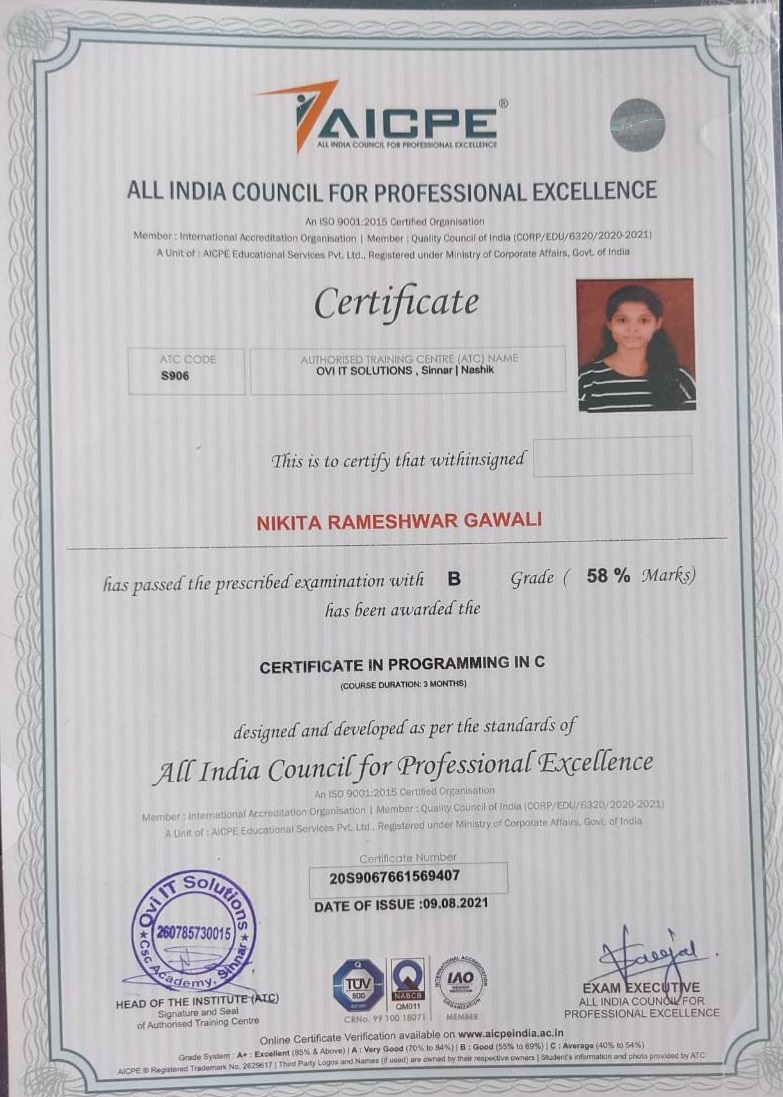 AICPE®
ALL INDIA COUNCIL FOR PROFESSIONAL EXCELLENCE
ALL INDIA COUNCIL FOR PROFESSIONAL EXCELLENCE
An ISO 9001:2015 Certified Organisation
Member : International Accreditation Organisation | Member : Quality Council of India (CORP/EDU/6320/2020-2021)
A Unit of : AICPE Educational Services Pvt. Ltd., Registered under Ministry of Corporate Affairs, Govt. of India
Certificate
ATC CODE
S906
AUTHORISED TRAINING CENTRE (ATC) NAME
OVI IT SOLUTIONS , Sinnar | Nashik
This is to certify that withinsigned
NIKITA RAMESHWAR GAWALI
has passed the prescribed examination with B Grade ( 58 % Marks)
has been awarded the
CERTIFICATE IN PROGRAMMING IN C
(COURSE DURATION: 3 MONTHS)
designed and developed as per the standards of
All India Council for Professional Excellence
An ISO 9001:2015 Certified Organisation
Member : International Accreditation Organisation | Member : Quality Council of India (CORP/EDU/6320/2020-2021)
A Unit of : AICPE Educational Services Pvt. Ltd., Registered under Ministry of Corporate Affairs, Govt. of India
Certificate Number
20S9067661569407
DATE OF ISSUE :09.08.2021
Ovi IT Solutions
260785730015
Csc Academy, Sinnar
HEAD OF THE INSTITUTE (ATC)
Signature and Seal
of Authorised Training Centre
TUV
CRNo. 99 100 18071
NABCB
QM011
INTERNATIONAL ACCREDITATION ORGANIZATION
IAO
MEMBER
EXAM EXECUTIVE
ALL INDIA COUNCIL FOR
PROFESSIONAL EXCELLENCE
Online Certificate Verification available on www.aicpeindia.ac.in
Grade System : A+ : Excellent (85% & Above) | A : Very Good (70% to 84%) | B : Good (55% to 69%) | C : Average (40% to 54%)
AICPE ® Registered Trademark No. 2629617 | Third Party Logos and Names (if used) are owned by their respective owners | Student's information and photo provided by ATC